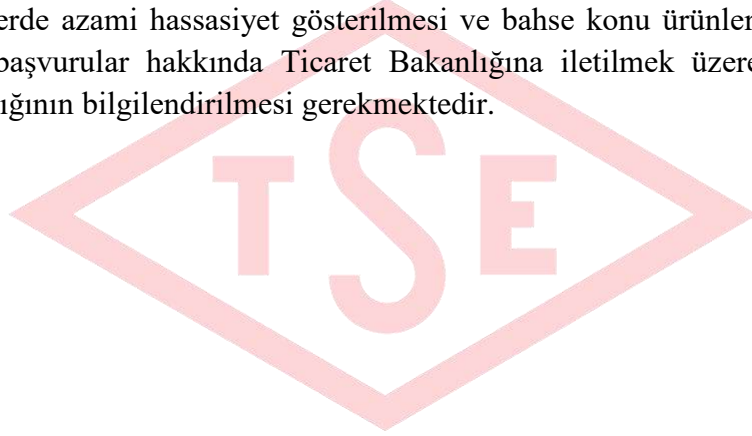 erde azami hassasiyet gösterilmesi ve bahse konu ürünler
başvurular hakkında Ticaret Bakanlığına iletilmek üzere
ığının bilgilendirilmesi gerekmektedir.
TSE